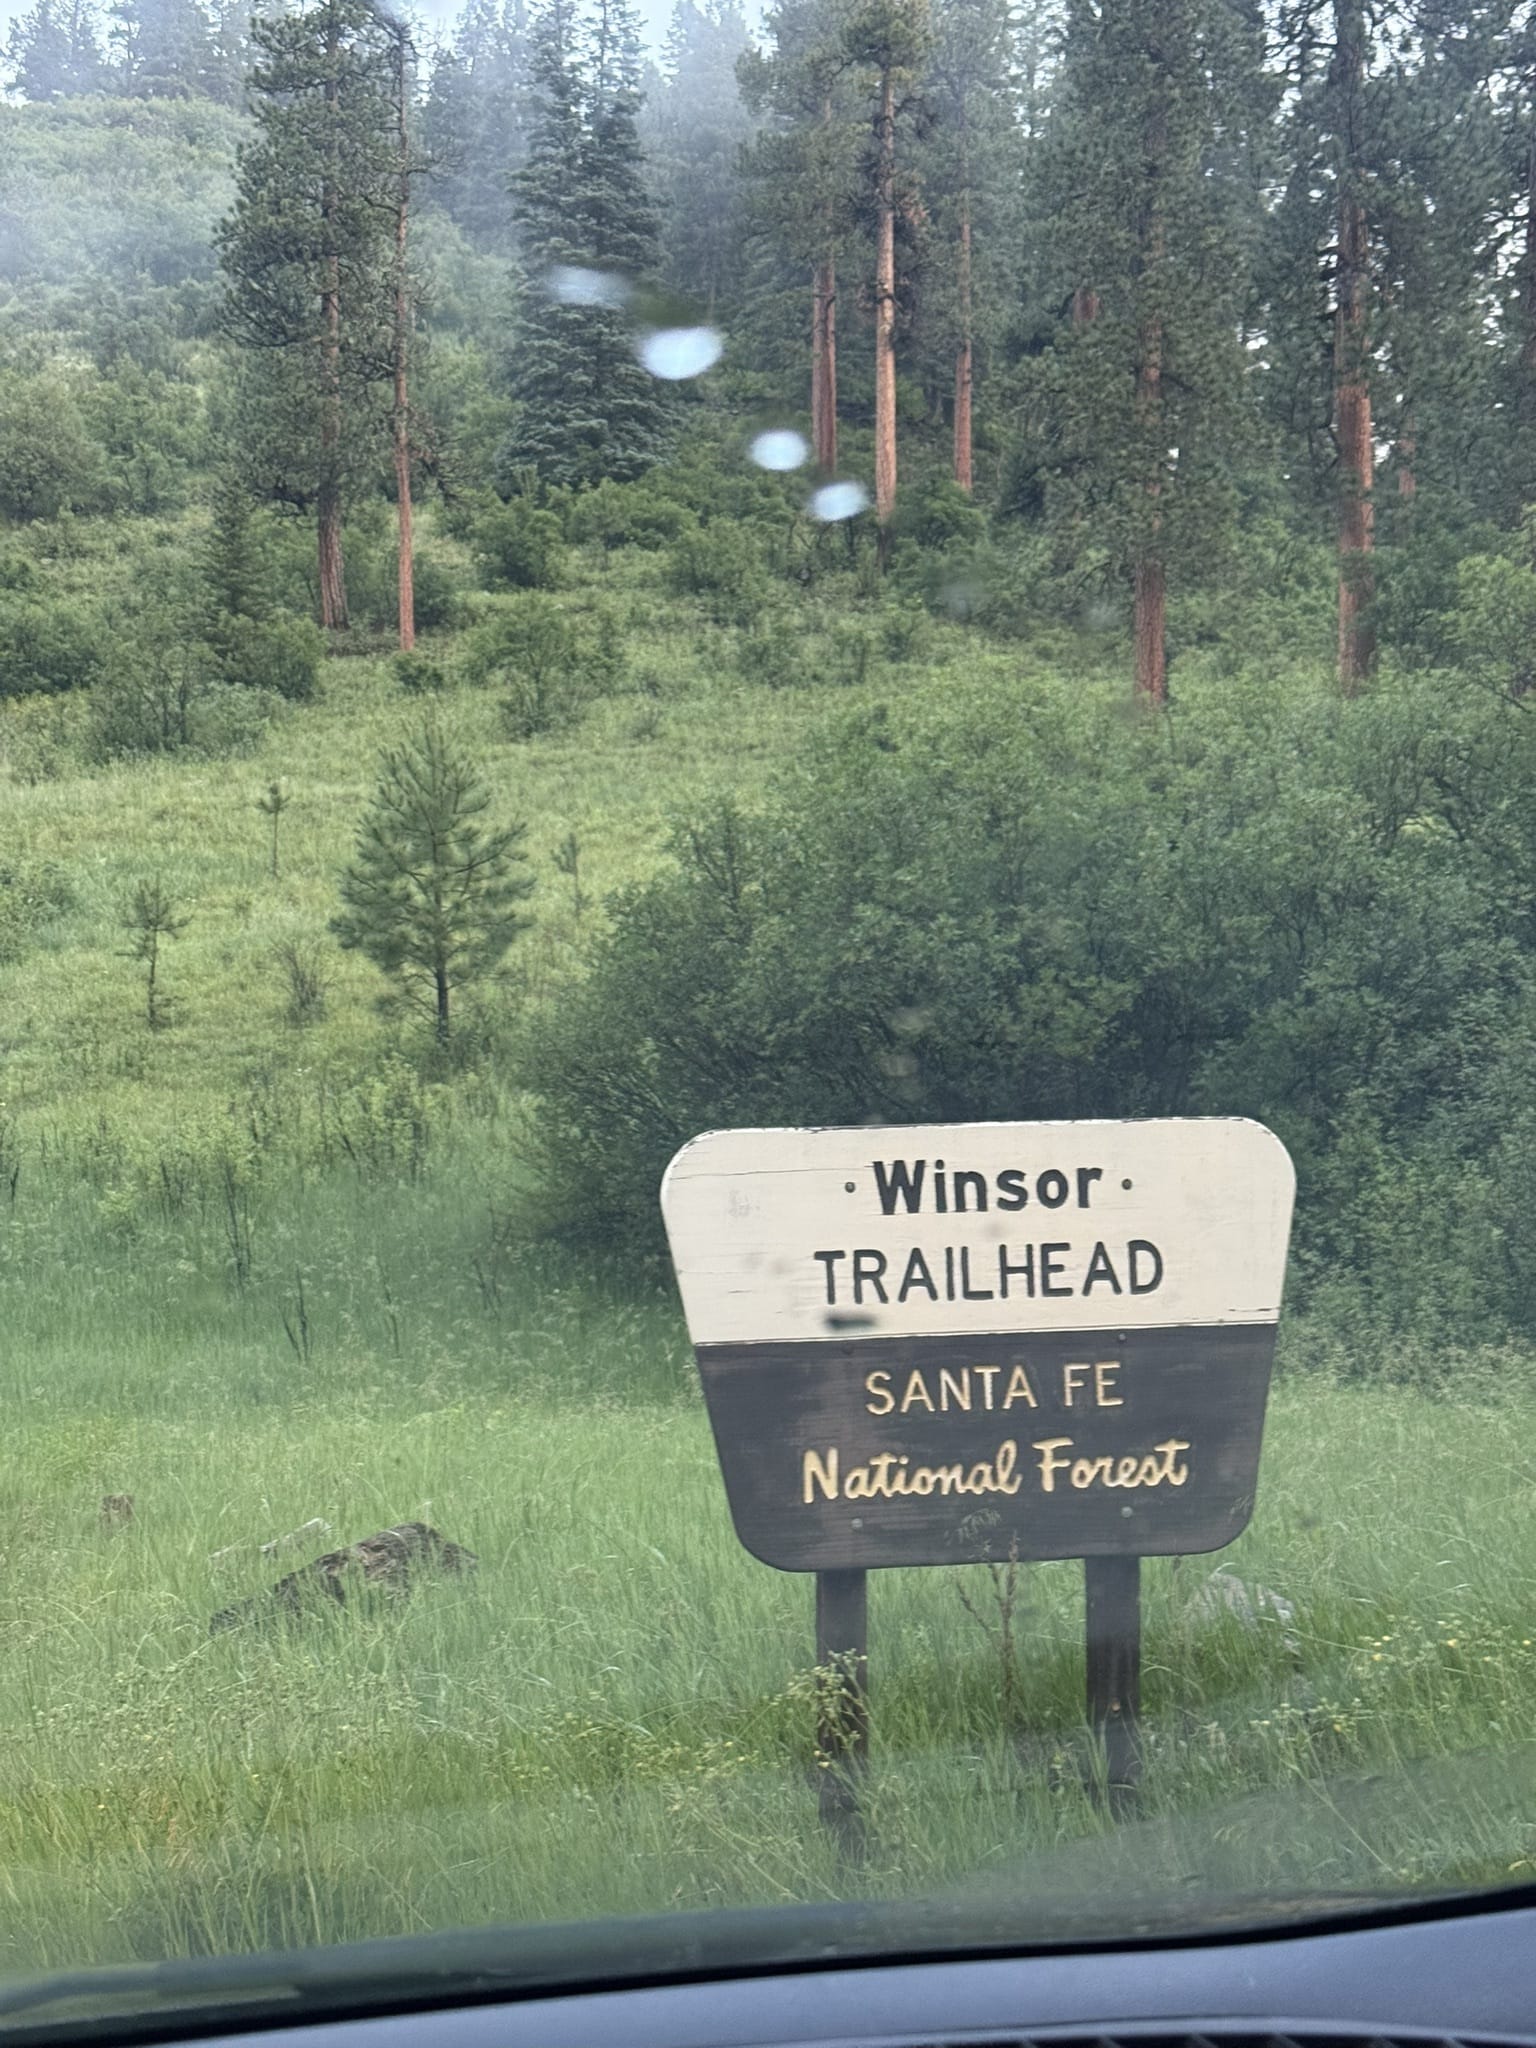 Winsor
TRAILHEAD
SANTA FE
National Forest